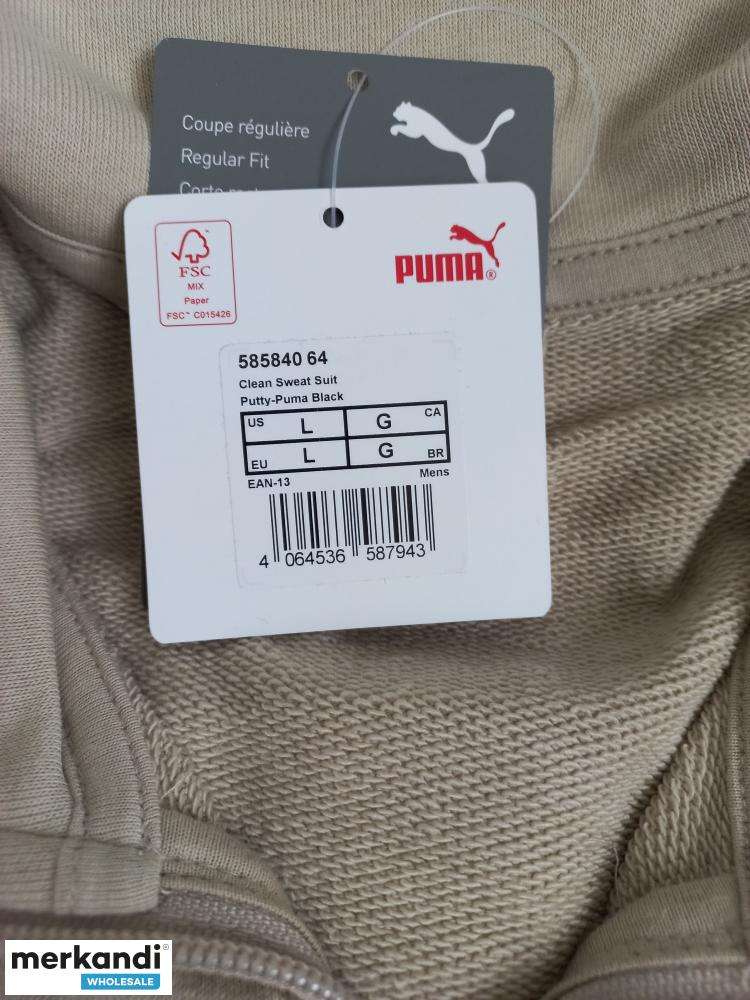 Coupe régulière
Regular Fit
Corte
FSC
MIX
Paper
FSC™ C015426
PUMA®
585840 64
Clean Sweat Suit
Putty-Puma Black
US L G CA
EU L G BR
EAN-13 Mens
4 064536 587943
merkandi®
WHOLESALE